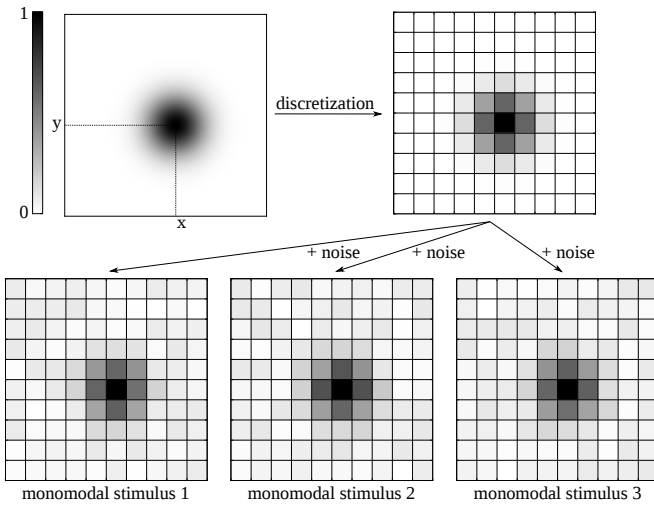 1
0
y
x
discretization
+ noise
+ noise
+ noise
monomodal stimulus 1
monomodal stimulus 2
monomodal stimulus 3